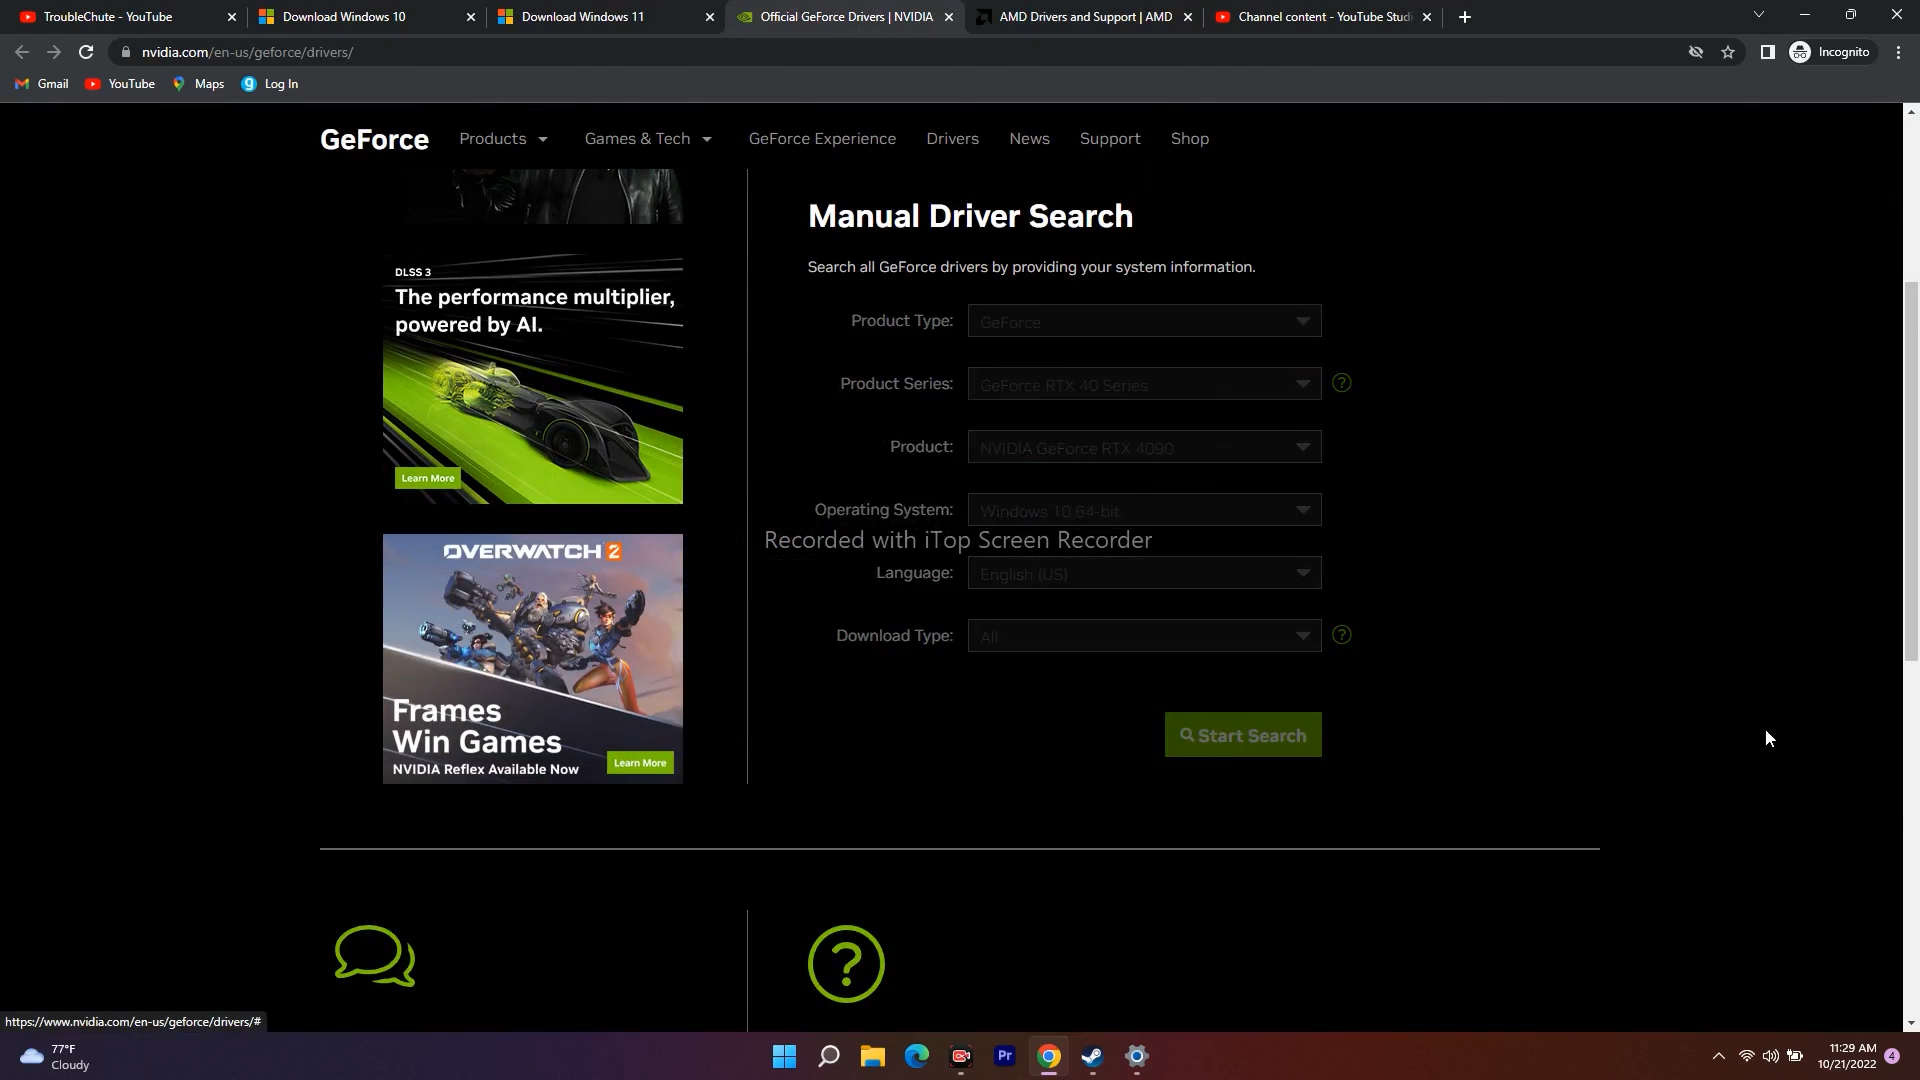 TroubleChute - YouTube
Download Windows 10
Download Windows 11
Official GeForce Drivers | NVIDIA
AMD Drivers and Support | AMD
Channel content - YouTube Studi
nvidia.com/en-us/geforce/drivers/
Incognito
Gmail
YouTube
Maps
Log In
GeForce
Products
Games & Tech
GeForce Experience
Drivers
News
Support
Shop
DLSS 3
The performance multiplier,
powered by AI.
Learn More
OVERWATCH 2
Frames
Win Games
NVIDIA Reflex Available Now
Learn More
Manual Driver Search
Search all GeForce drivers by providing your system information.
Product Type: GeForce
Product Series: GeForce RTX 40 Series
Product: NVIDIA GeForce RTX 4090
Operating System: Windows 10 64-bit
Recorded with iTop Screen Recorder
Language: English (US)
Download Type: All
Start Search
https://www.nvidia.com/en-us/geforce/drivers/#
77°F
Cloudy
Pr
11:29 AM
10/21/2022
4